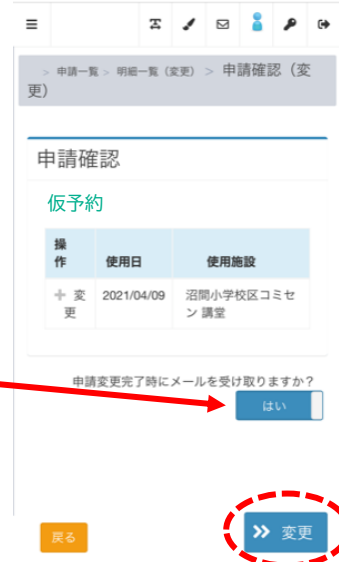 > 申請一覧 > 明細一覧（変更） > 申請確認（変
更）
申請確認
仮予約
操作 使用日 使用施設
変更 2021/04/09 沼間小学校区コミセン 講堂
申請変更完了時にメールを受け取りますか？
はい
戻る
変更